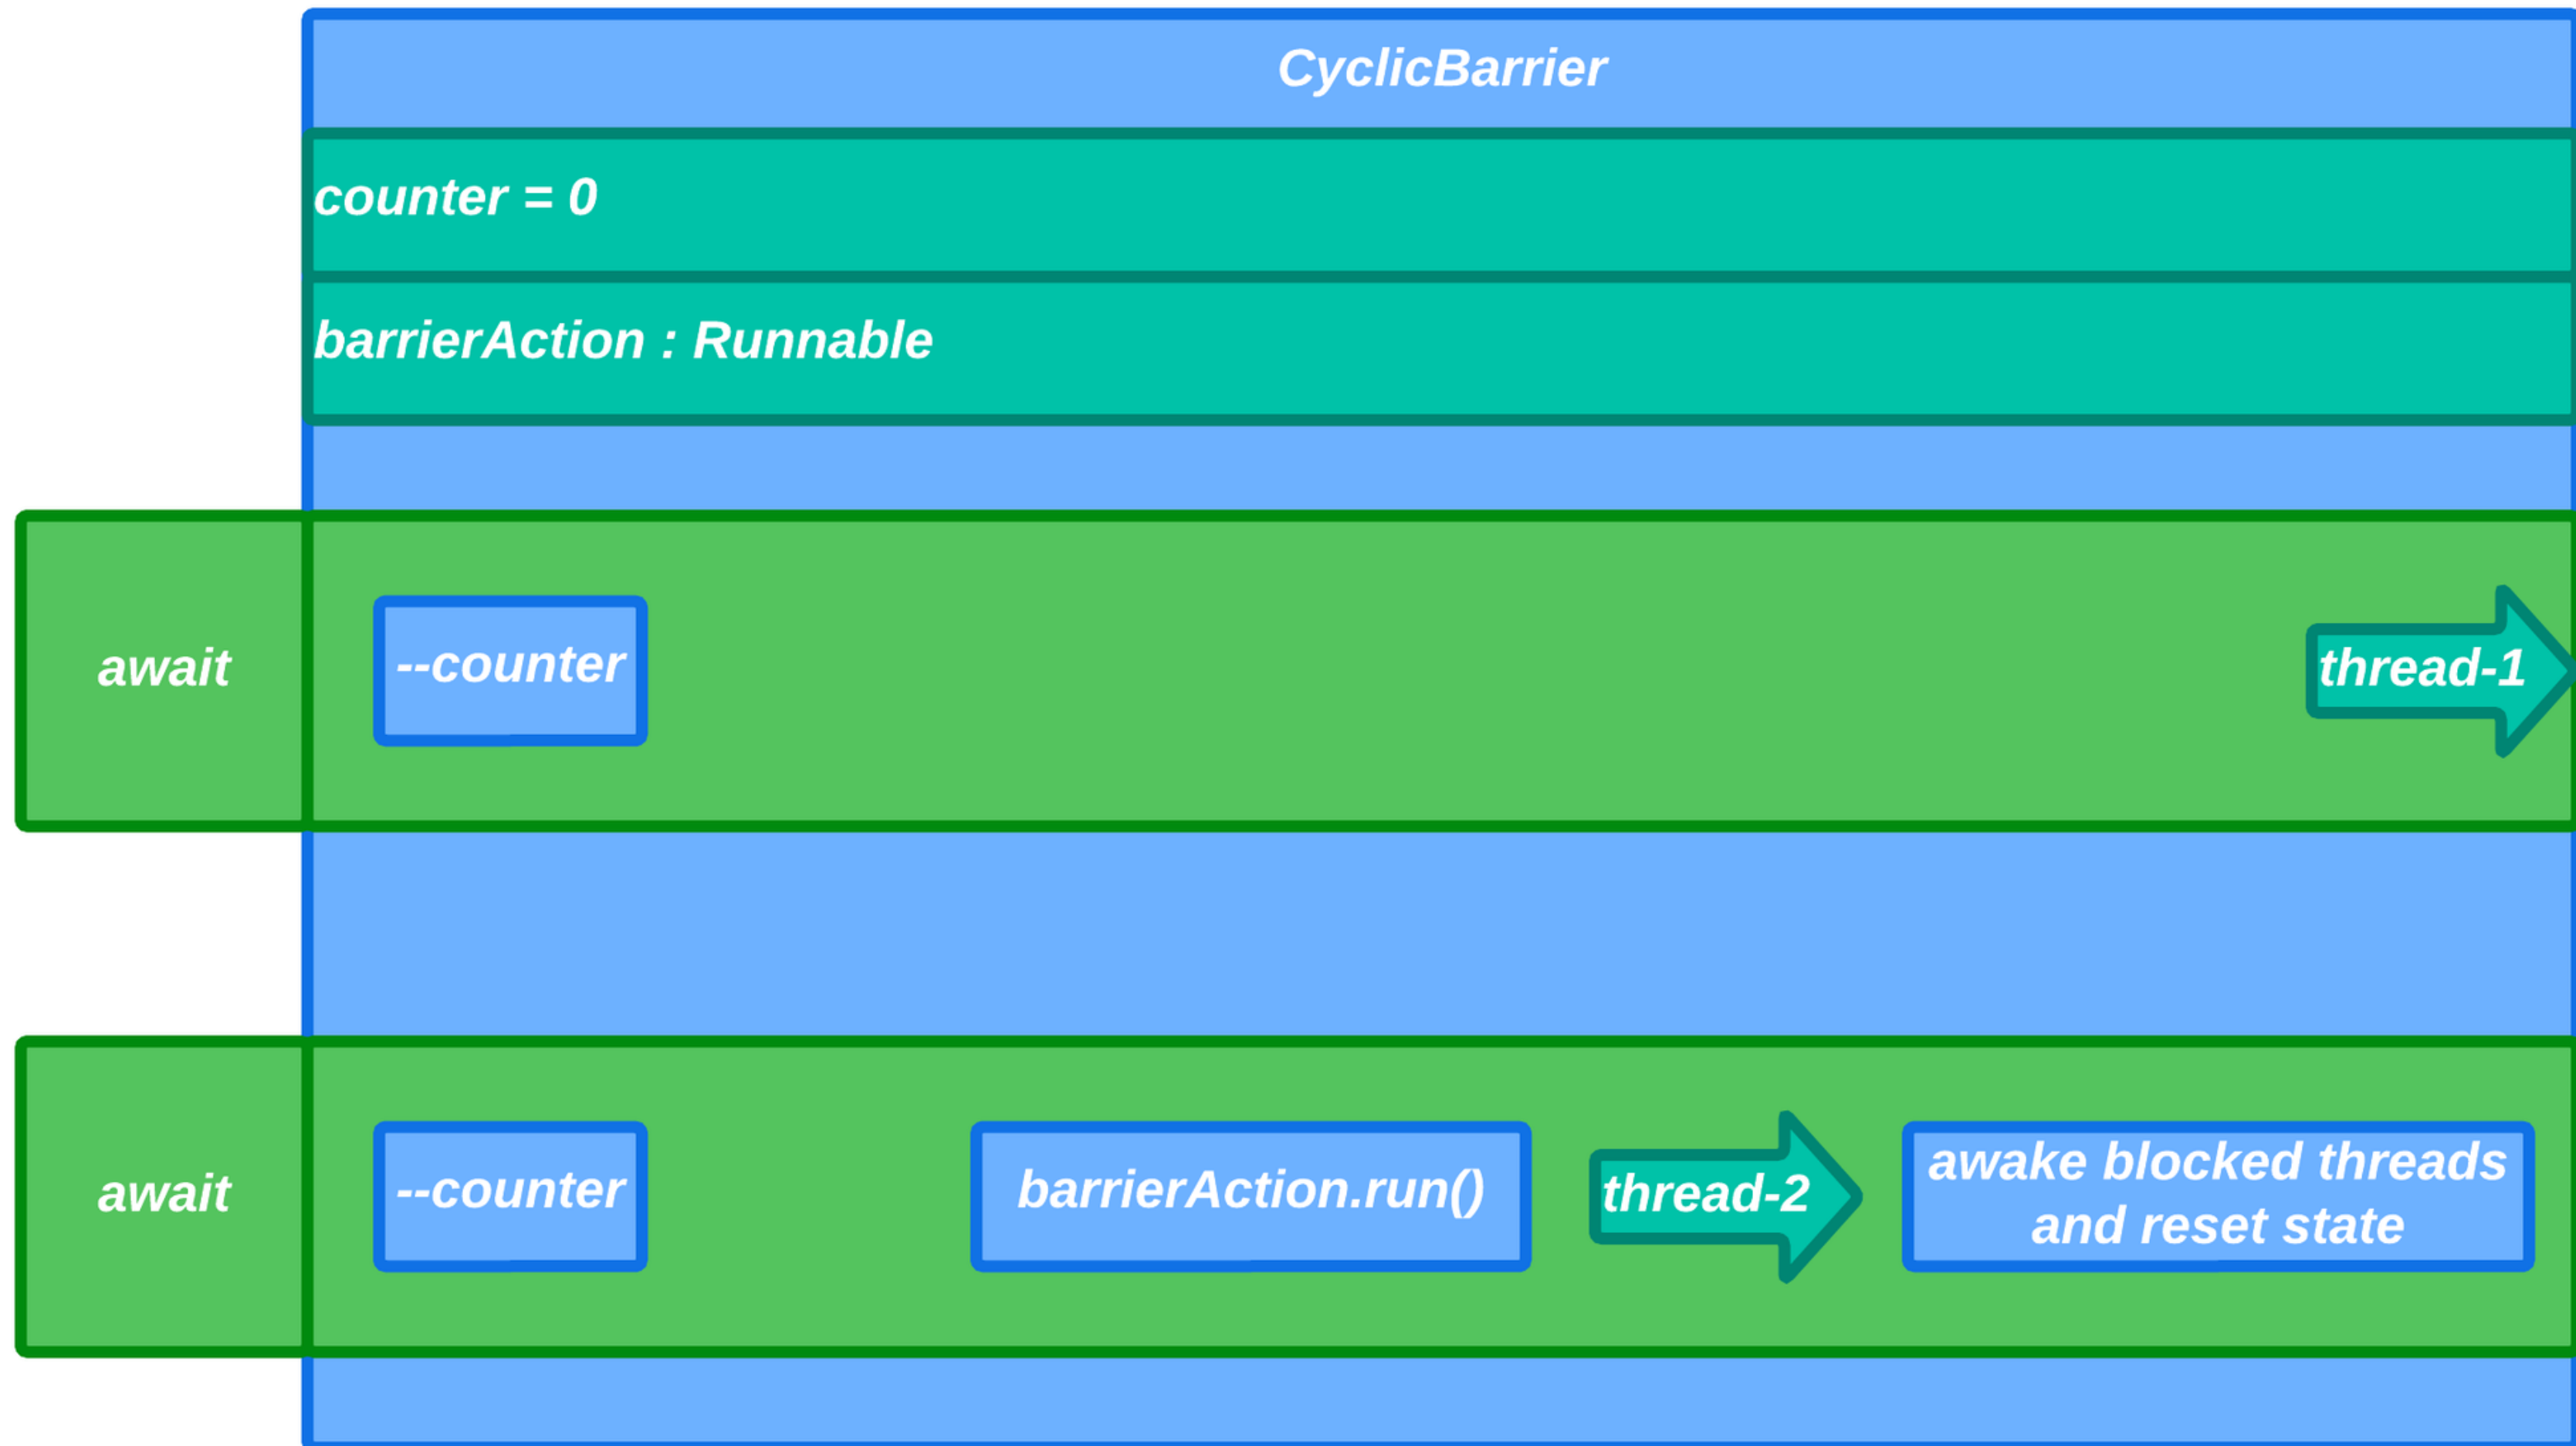 CyclicBarrier
counter = 0
barrierAction : Runnable
await
--counter
thread-1
await
--counter
barrierAction.run()
thread-2
awake blocked threads
and reset state